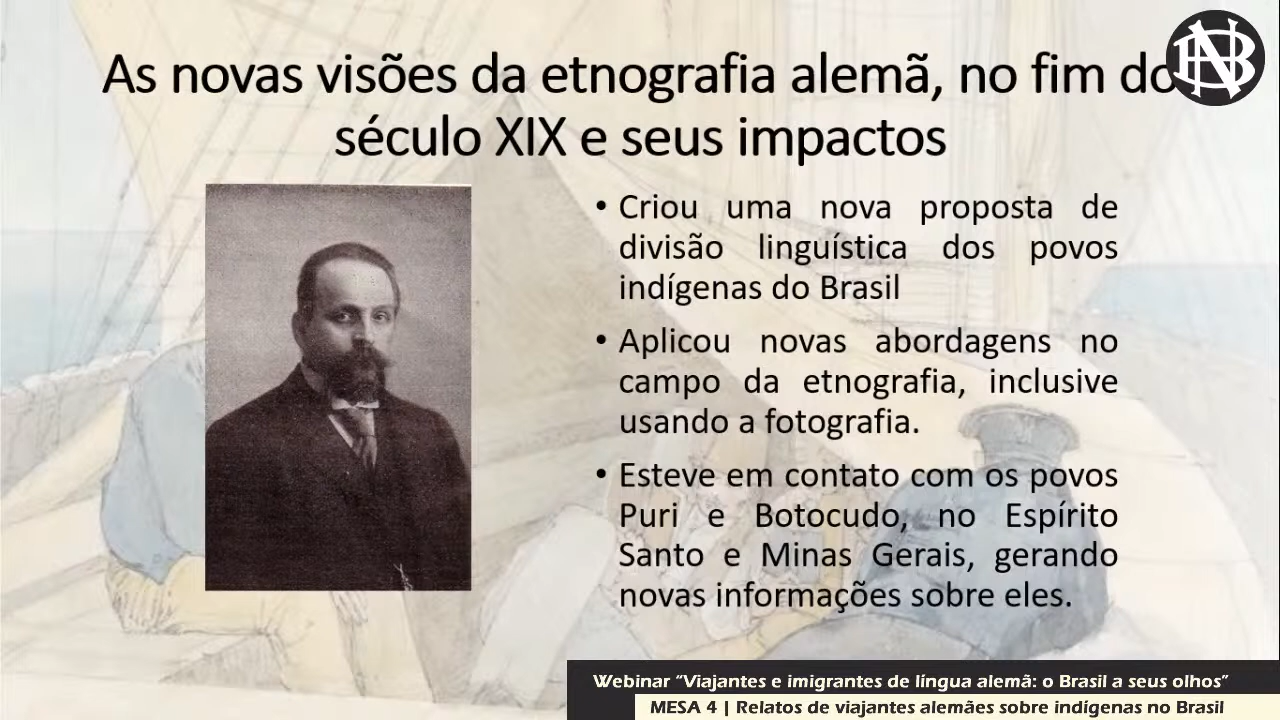 As novas visões da etnografia alemã, no fim do
século XIX e seus impactos
• Criou uma nova proposta de
divisão linguística dos povos
indígenas do Brasil
• Aplicou novas abordagens no
campo da etnografia, inclusive
usando a fotografia.
• Esteve em contato com os povos
Puri e Botocudo, no Espírito
Santo e Minas Gerais, gerando
novas informações sobre eles.
Webinar “Viajantes e imigrantes de língua alemã: o Brasil a seus olhos”
MESA 4 | Relatos de viajantes alemães sobre indígenas no Brasil